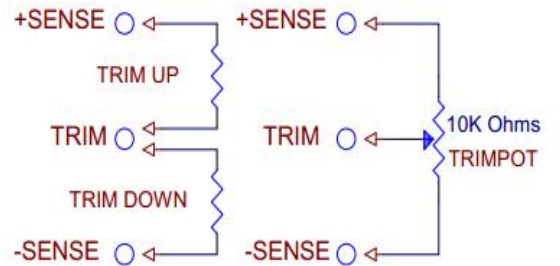 +SENSE
TRIM UP
TRIM
TRIM DOWN
-SENSE
+SENSE
10K Ohms
TRIM
TRIMPOT
-SENSE